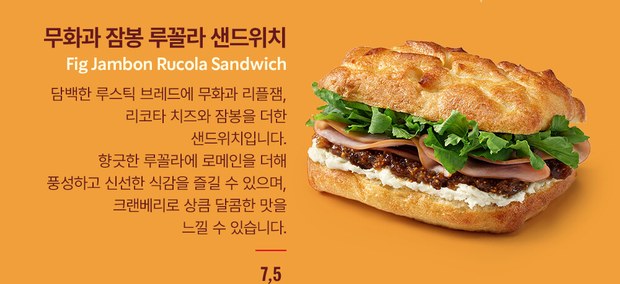 무화과 잠봉 루꼴라 샌드위치
Fig Jambon Rucola Sandwich
담백한 루스틱 브레드에 무화과 리플잼,
리코타 치즈와 잠봉을 더한
샌드위치입니다.
향긋한 루꼴라에 로메인을 더해
풍성하고 신선한 식감을 즐길 수 있으며,
크랜베리로 상큼 달콤한 맛을
느낄 수 있습니다.
7,5